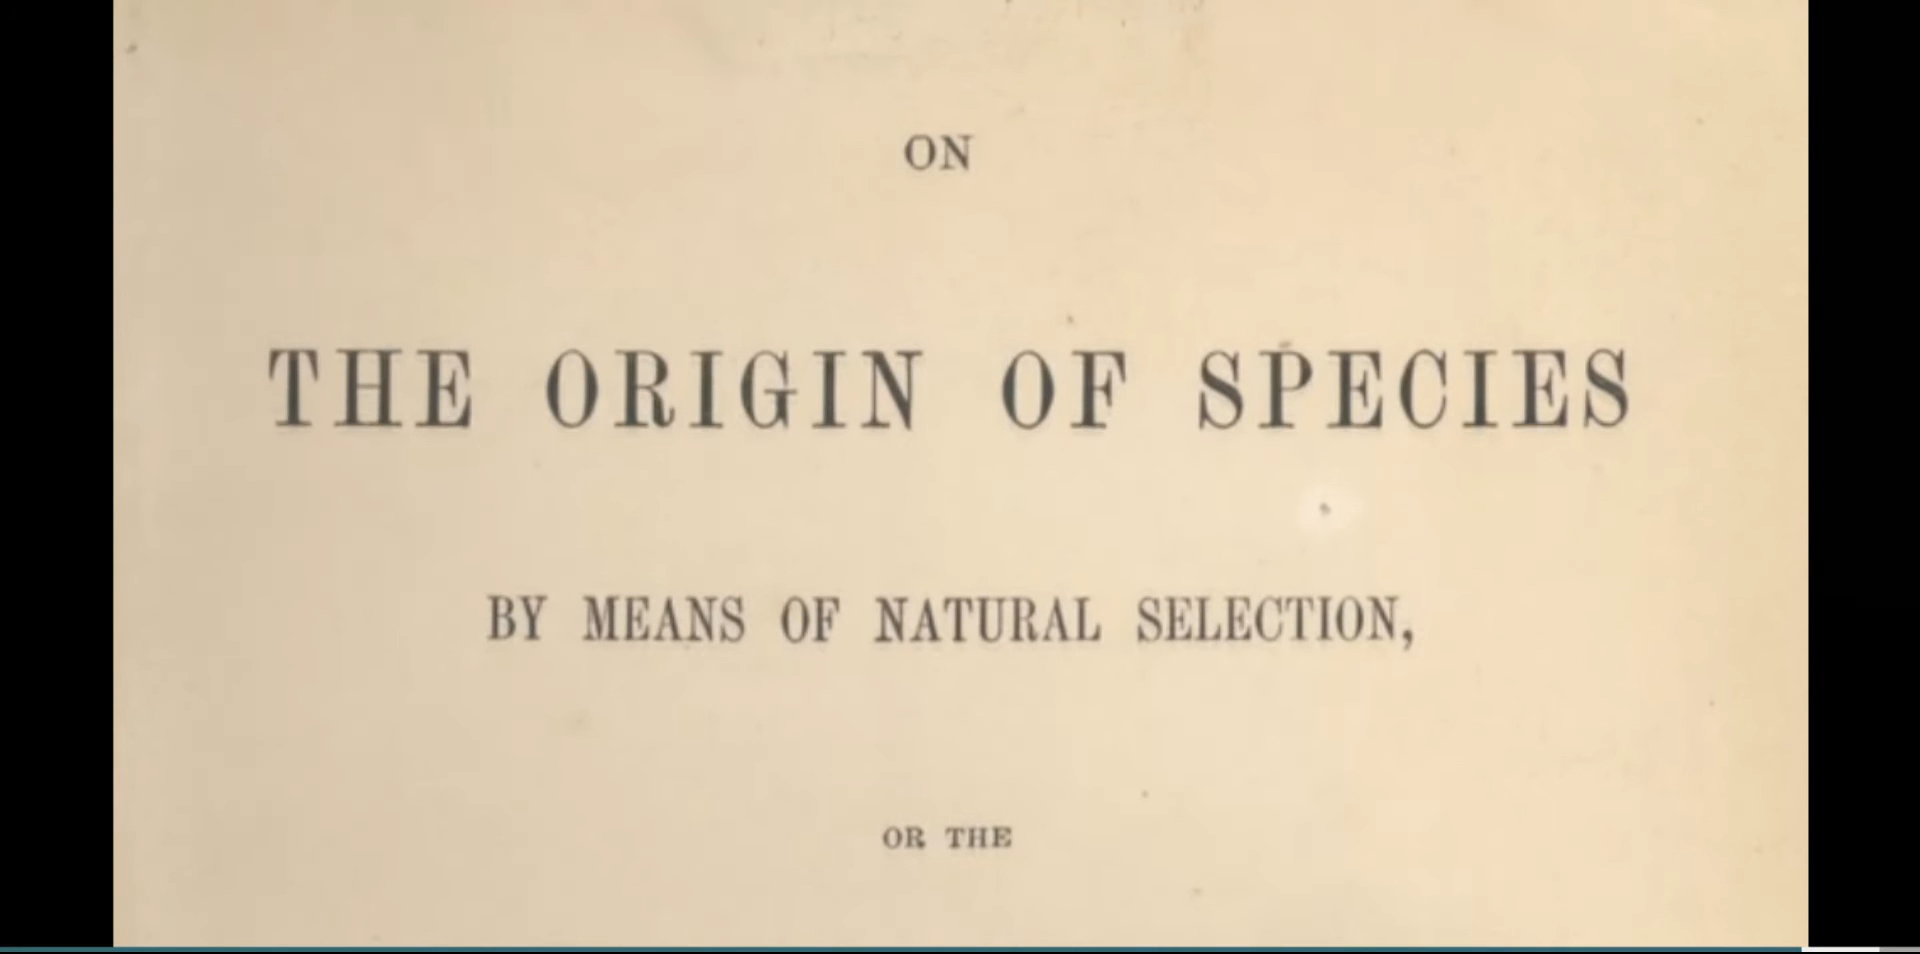 ON
THE ORIGIN OF SPECIES
BY MEANS OF NATURAL SELECTION,
OR THE